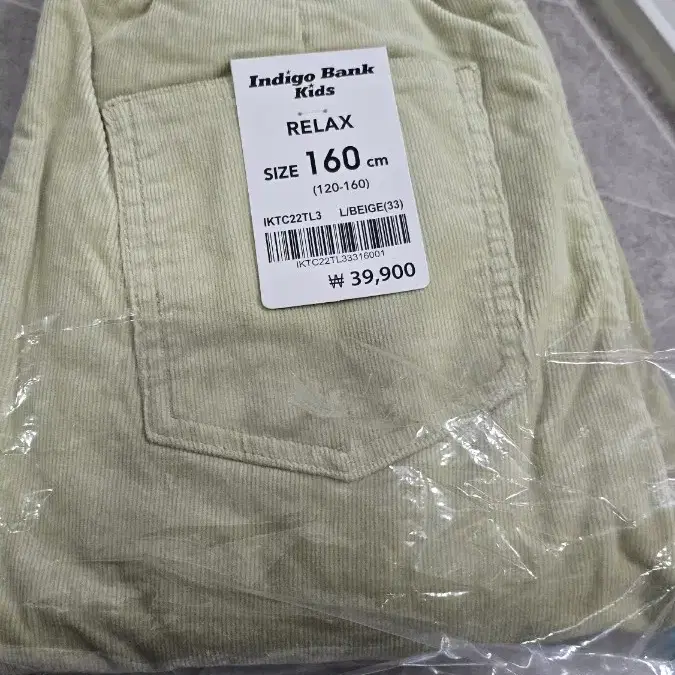 Indigo Bank
Kids
RELAX
SIZE 160 cm
(120-160)
IKTC22TL3 L/BEIGE(33)
IKTC22TL33316001
₩ 39,900